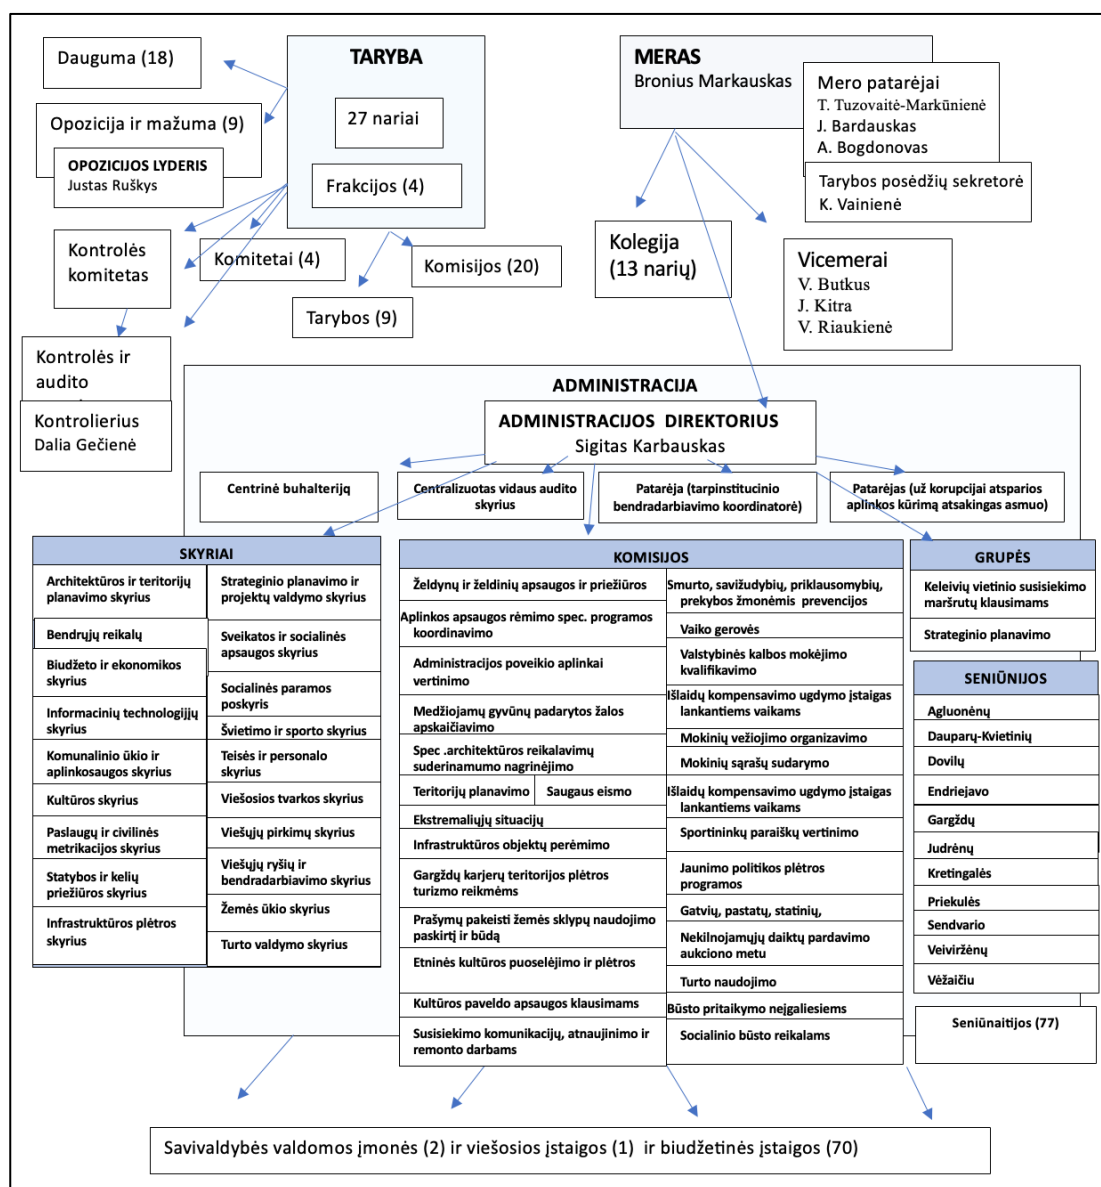 Dauguma (18)
Opozicija ir mažuma (9)
OPOZICIJOS LYDERIS
Justas Ruškys
TARYBA
27 nariai
Frakcijos (4)
MERAS
Bronius Markauskas
Mero patarėjai
T. Tuzovaitė-Markūnienė
J. Bardauskas
A. Bogdonovas
Tarybos posėdžių sekretorė
K. Vainienė
Kontrolės
komitetas
Komitetai (4)
Komisijos (20)
Tarybos (9)
Kolegija
(13 narių)
Vicemerai
V. Butkus
J. Kitra
V. Riaukienė
Kontrolės ir
audito
Kontrolierius
Dalia Gečienė
ADMINISTRACIJA
ADMINISTRACIJOS DIREKTORIUS
Sigitas Karbauskas
Centrinė buhalterijq
Centralizuotas vidaus audito
skyrius
Patarėja (tarpinstitucinio
bendradarbiavimo koordinatorė)
Patarėjas (už korupcijai atsparios
aplinkos kūrimą atsakingas asmuo)
SKYRIAI
Architektūros ir teritorijų
planavimo skyrius
Bendrųjų reikalų
Biudžeto ir ekonomikos
skyrius
Informacinių technologijjų
skyrius
Komunalinio ūkio ir
aplinkosaugos skyrius
Kultūros skyrius
Paslaugų ir civilinės
metrikacijos skyrius
Statybos ir kelių
priežiūros skyrius
Infrastruktūros plėtros
skyrius
Strateginio planavimo ir
projektų valdymo skyrius
Sveikatos ir socialinės
apsaugos skyrius
Socialinės paramos
poskyris
Švietimo ir sporto skyrius
Teisės ir personalo
skyrius
Viešosios tvarkos skyrius
Viešųjų pirkimų skyrius
Viešųjų ryšių ir
bendradarbiavimo skyrius
Žemės ūkio skyrius
Turto valdymo skyrius
KOMISIJOS
Želdynų ir želdinių apsaugos ir priežiūros
Aplinkos apsaugos rėmimo spec. programos
koordinavimo
Administracijos poveikio aplinkai
vertinimo
Medžiojamų gyvūnų padarytos žalos
apskaičiavimo
Spec .architektūros reikalavimų
suderinamumo nagrinėjimo
Teritorijų planavimo
Saugaus eismo
Ekstremaliųjų situacijų
Infrastruktūros objektų perėmimo
Gargždų karjerų teritorijos plėtros
turizmo reikmėms
Prašymų pakeisti žemės sklypų naudojimo
paskirtį ir būdą
Etninės kultūros puoselėjimo ir plėtros
Kultūros paveldo apsaugos klausimams
Susisiekimo komunikacijų, atnaujinimo ir
remonto darbams
Smurto, savižudybių, priklausomybių,
prekybos žmonėmis prevencijos
Vaiko gerovės
Valstybinės kalbos mokėjimo
kvalifikavimo
Išlaidų kompensavimo ugdymo įstaigas
lankantiems vaikams
Mokinių vežiojimo organizavimo
Mokinių sąrašų sudarymo
Išlaidų kompensavimo ugdymo įstaigas
lankantiems vaikams
Sportininkų paraiškų vertinimo
Jaunimo politikos plėtros
programos
Gatvių, pastatų, statinių,
Nekilnojamųjų daiktų pardavimo
aukciono metu
Turto naudojimo
Būsto pritaikymo neįgaliesiems
Socialinio būsto reikalams
GRUPĖS
Keleivių vietinio susisiekimo
maršrutų klausimams
Strateginio planavimo
SENIŪNIJOS
Agluonėnų
Dauparų-Kvietinių
Dovilų
Endriejavo
Gargždų
Judrėnų
Kretingalės
Priekulės
Sendvario
Veiviržėnų
Vėžaičiu
Seniūnaitijos (77)
Savivaldybės valdomos įmonės (2) ir viešosios įstaigos (1) ir biudžetinės įstaigos (70)